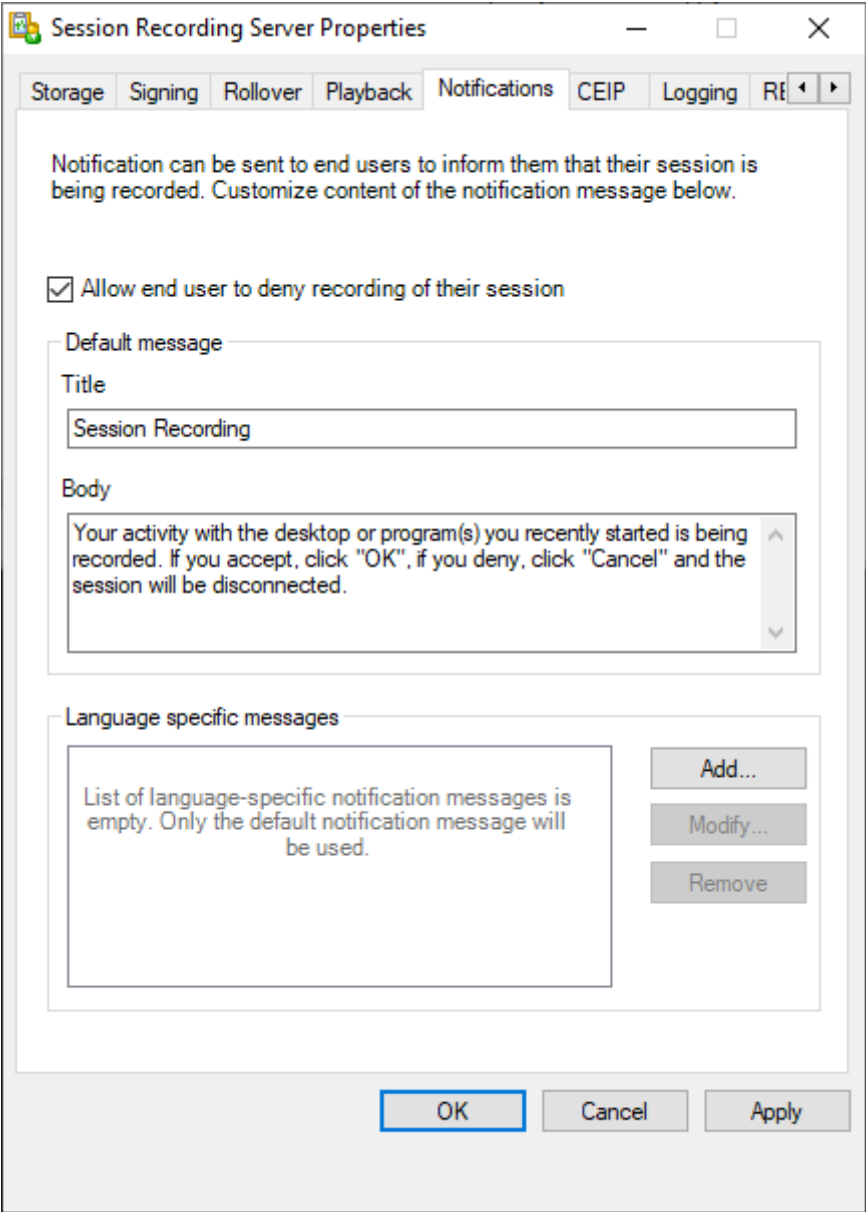 Session Recording Server Properties
Storage Signing Rollover Playback Notifications CEIP Logging
Notification can be sent to end users to inform them that their session is
being recorded. Customize content of the notification message below.
Allow end user to deny recording of their session
Default message
Title
Session Recording
Body
Your activity with the desktop or program(s) you recently started is being
recorded. If you accept, click "OK", if you deny, click "Cancel" and the
session will be disconnected.
Language specific messages
List of language-specific notification messages is
empty. Only the default notification message will
be used.
Add...
Modify...
Remove
OK Cancel Apply